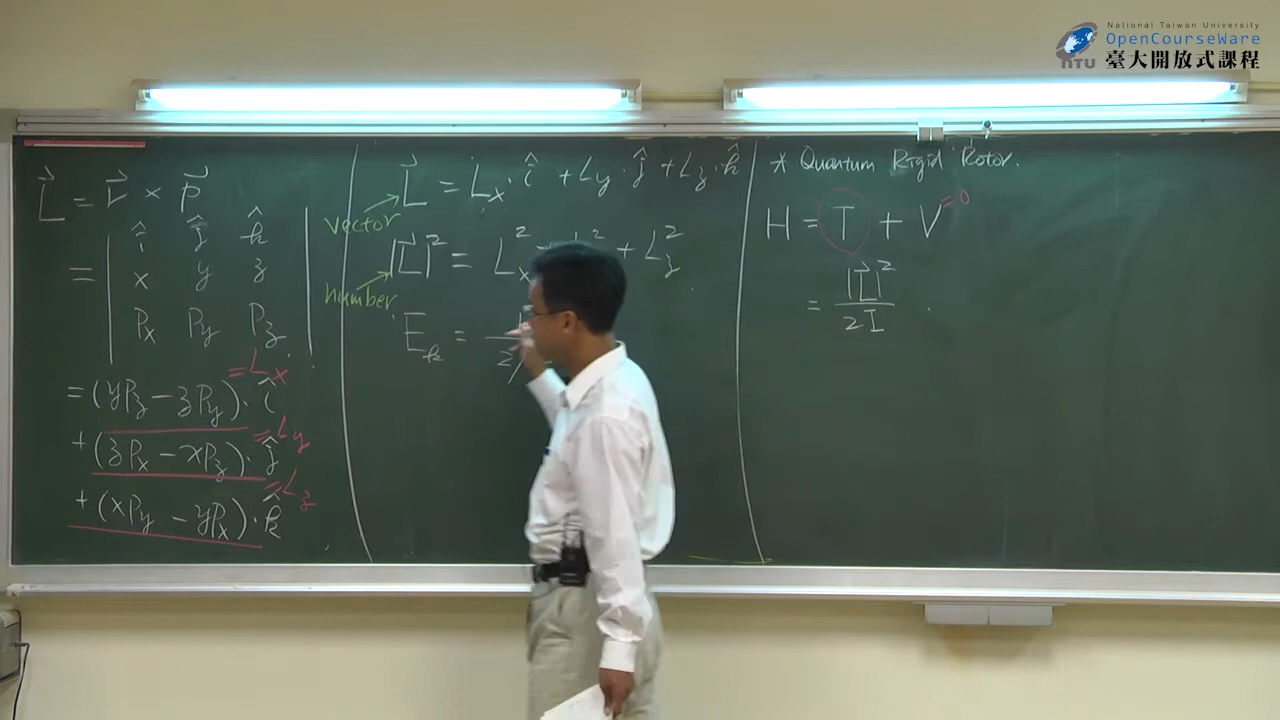 National Taiwan University
OpenCourseWare
NTU 臺大開放式課程
L⃗ = r⃗ × p⃗
= | î ĵ k̂ |
| x y z |
| Px Py Pz |
= (yPz − zPy)·î = Lx
+ (zPx − xPz)·ĵ = Ly
+ (xPy − yPx)·k̂ = Lz
L⃗ = Lx·î + Ly·ĵ + Lz·k̂
vector
|L⃗|² = Lx² + ² + Lz²
number
Ek =
* Quantum Rigid Rotor.
H = T + V = 0
= |L⃗|² / 2I